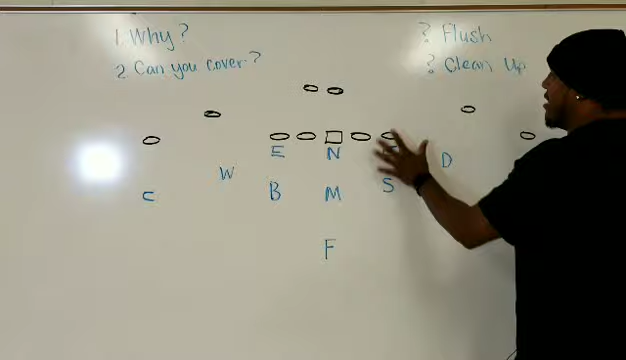 1. Why?
2. Can you cover?
? Flush
? Clean Up
E N
W D
C B M S
F